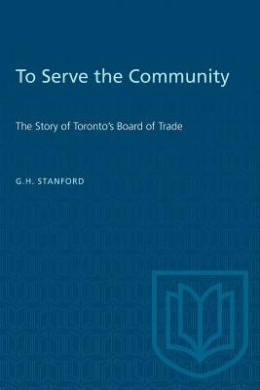 To Serve the Community
The Story of Toronto's Board of Trade
G.H. STANFORD